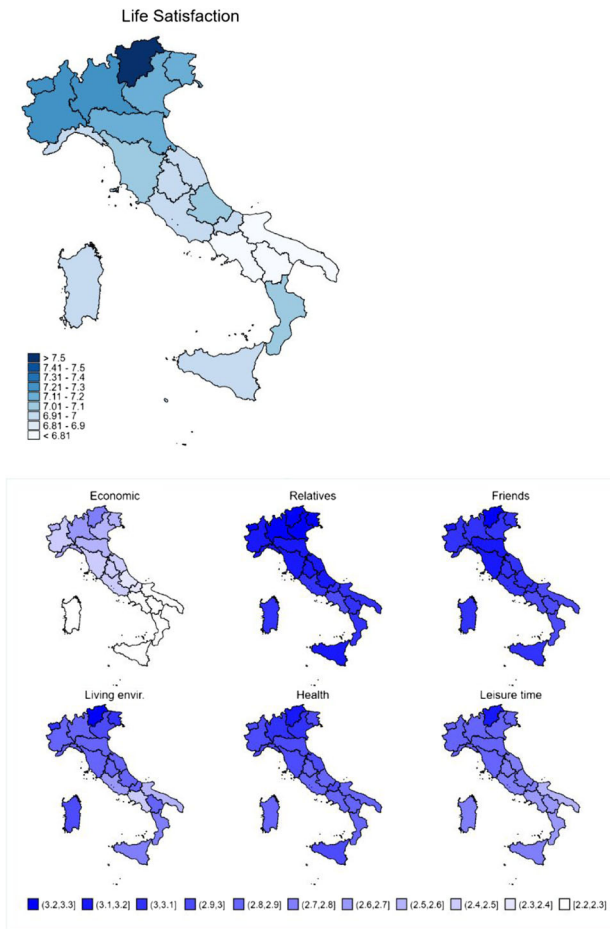 Life Satisfaction
> 7.5
7.41 - 7.5
7.31 - 7.4
7.21 - 7.3
7.11 - 7.2
7.01 - 7.1
6.91 - 7
6.81 - 6.9
< 6.81
Economic Relatives Friends
Living envir. Health Leisure time
(3.2,3.3] (3.1,3.2] (3,3.1] (2.9,3] (2.8,2.9] (2.7,2.8] (2.6,2.7] (2.5,2.6] (2.4,2.5] (2.3,2.4] [2.2,2.3]